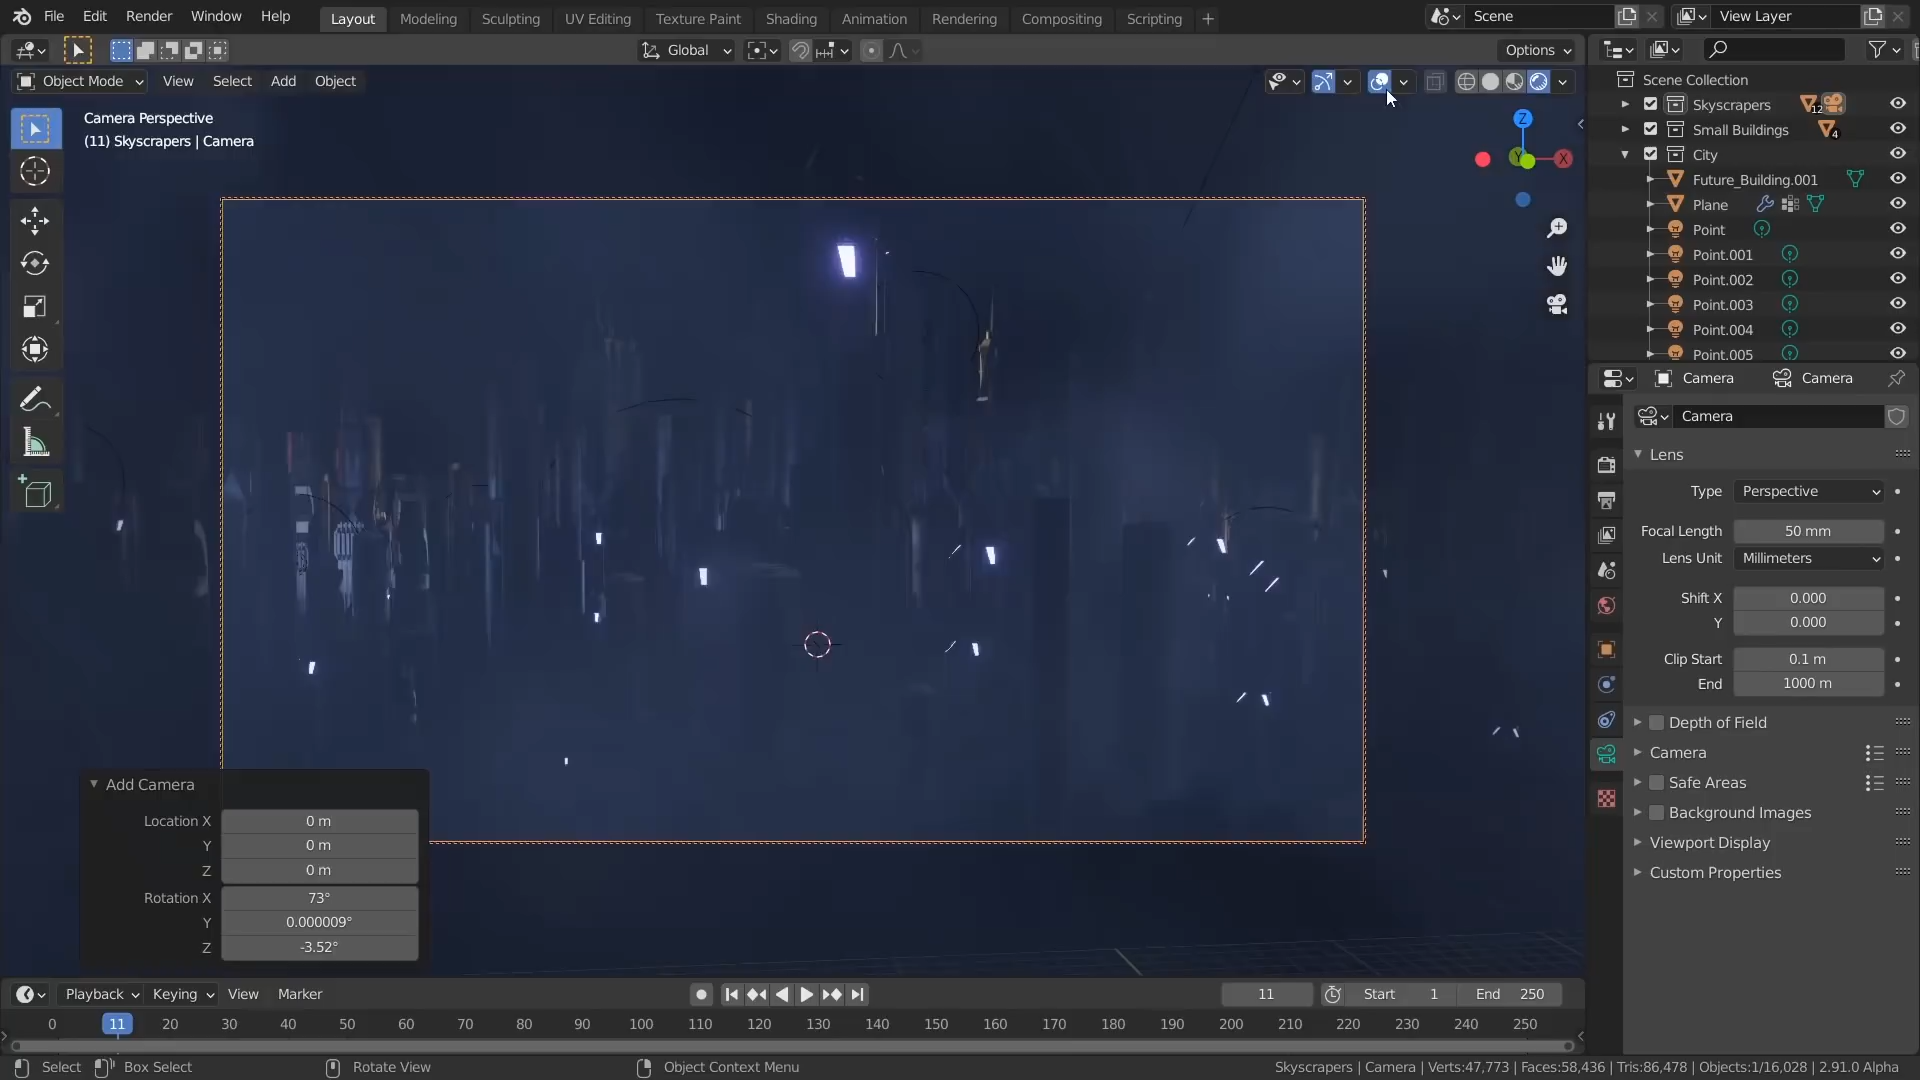 File Edit Render Window Help Layout Modeling Sculpting UV Editing Texture Paint Shading Animation Rendering Compositing Scripting + Scene View Layer
Global Options
Object Mode View Select Add Object
Camera Perspective
(11) Skyscrapers | Camera
Z
Y X
Scene Collection
Skyscrapers 12
Small Buildings 4
City
Future_Building.001
Plane
Point
Point.001
Point.002
Point.003
Point.004
Point.005
Camera Camera
Camera
Lens
Type Perspective
Focal Length 50 mm
Lens Unit Millimeters
Shift X 0.000
Y 0.000
Clip Start 0.1 m
End 1000 m
Depth of Field
Camera
Safe Areas
Background Images
Viewport Display
Custom Properties
Add Camera
Location X 0 m
Y 0 m
Z 0 m
Rotation X 73°
Y 0.000009°
Z -3.52°
Playback Keying View Marker 11 Start 1 End 250
0 11 20 30 40 50 60 70 80 90 100 110 120 130 140 150 160 170 180 190 200 210 220 230 240 250
Select Box Select Rotate View Object Context Menu Skyscrapers | Camera | Verts:47,773 | Faces:58,436 | Tris:86,478 | Objects:1/16,028 | 2.91.0 Alpha